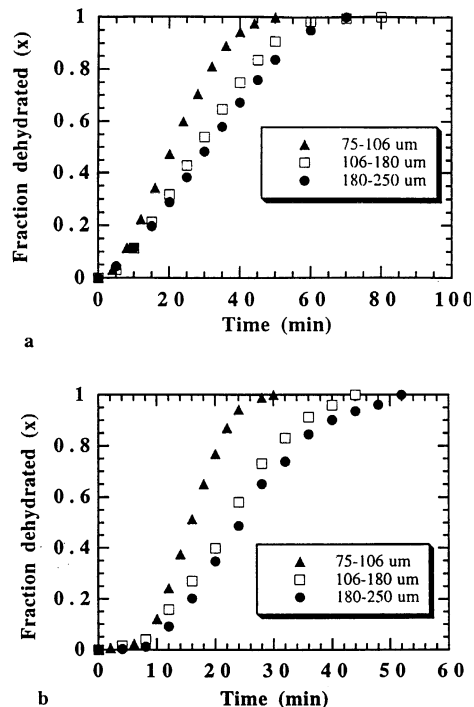 1
0.8
0.6
0.4
0.2
0
Fraction dehydrated (x)
75-106 um
106-180 um
180-250 um
0 20 40 60 80 100
Time (min)
a
1
0.8
0.6
0.4
0.2
0
Fraction dehydrated (x)
75-106 um
106-180 um
180-250 um
0 10 20 30 40 50 60
Time (min)
b